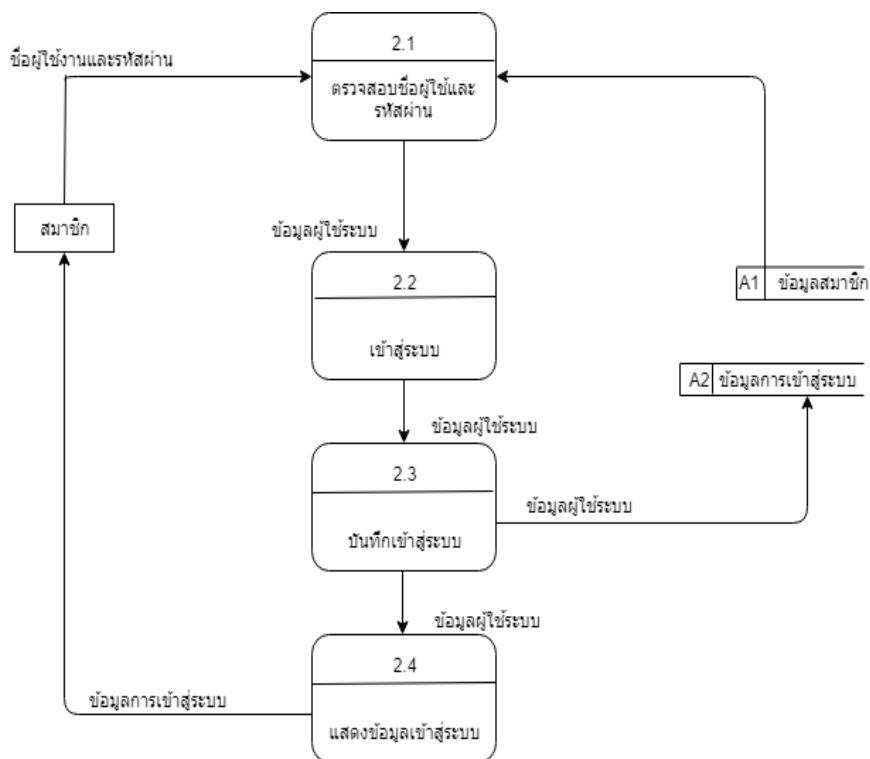 2.1
ชื่อผู้ใช้งานและรหัสผ่าน
ตรวจสอบชื่อผู้ใช้และ
รหัสผ่าน
สมาชิก
ข้อมูลผู้ใช้ระบบ
2.2
A1 ข้อมูลสมาชิก
เข้าสู่ระบบ
A2 ข้อมูลการเข้าสู่ระบบ
ข้อมูลผู้ใช้ระบบ
2.3
ข้อมูลผู้ใช้ระบบ
บันทึกเข้าสู่ระบบ
ข้อมูลผู้ใช้ระบบ
2.4
ข้อมูลการเข้าสู่ระบบ
แสดงข้อมูลเข้าสู่ระบบ